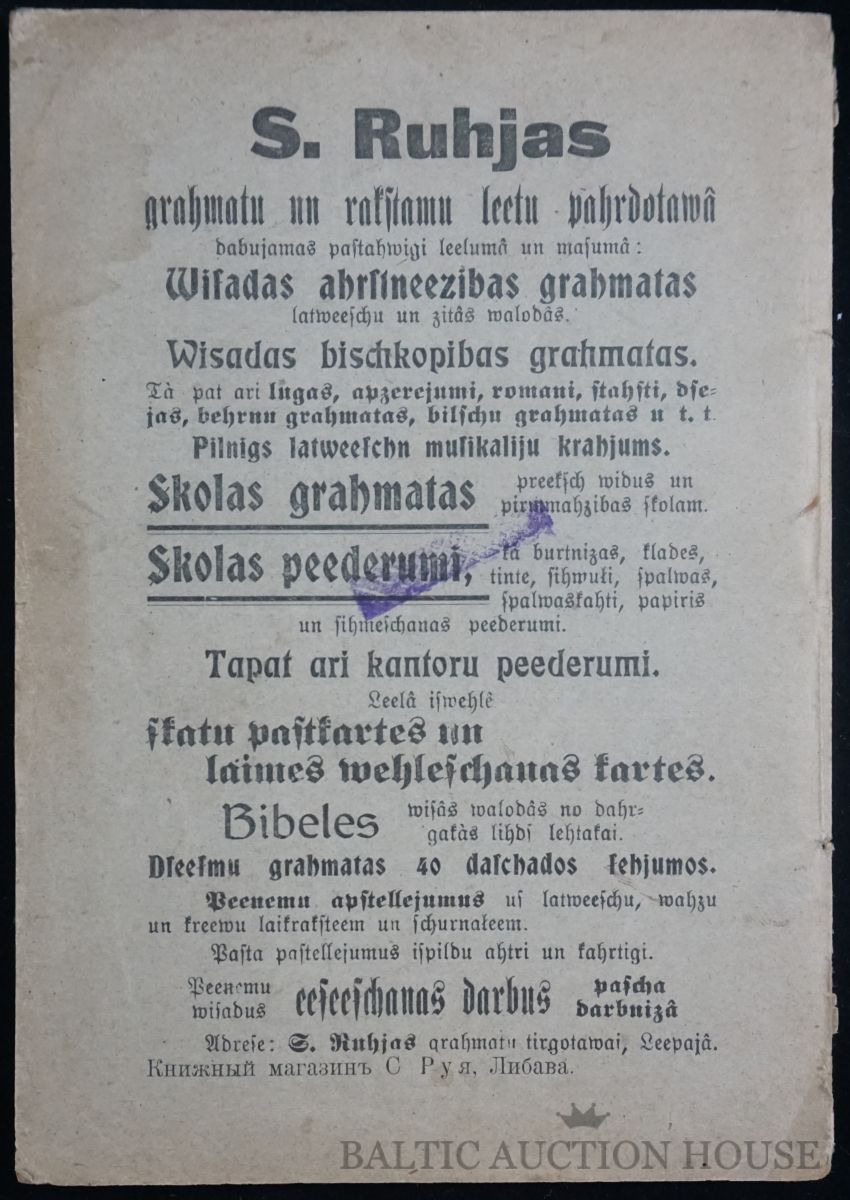 S. Ruhjas
grahmatu un rakſtamu leetu pahrdotawâ
dabujamas paſtahwigi leelumâ un maſumâ:
Wiſadas ahrſtneezibas grahmatas
latweeſchu un zitâs walodâs.
Wisadas bischkopibas grahmatas.
Tà pat ari lugas, apzerejumi, romani, ſtahſti, dſe-
jas, behrnu grahmatas, bilſchu grahmatas u t. t.
Pilnigs latweeſchn muſikaliju krahjums.
Skolas grahmatas preekſch widus un
pirmmahzibas ſkolam.
Skolas peederumi, kà burtnizas, klades,
tinte, ſihmuļi, ſpalwas,
ſpalwaskahti, papiris
un ſihmeſchanas peederumi.
Tapat ari kantoru peederumi.
Leelâ iſwehlê
ſkatu paſtkartes un
laimes wehleſchanas kartes.
Bibeles wiſâs walodâs no dahr-
gakàs lihdſ lehtakai.
Dſeeſmu grahmatas 40 daſchados ſehjumos.
Peenemu apſtellejumus uſ latweeſchu, wahzu
un kreewu laikrakſteem un ſchurnaleem.
Paſta paſtellejumus iſpildu ahtri un kahrtigi.
Peenemu wiſadus eeſeeſchanas darbus paſcha darbnizâ
Adreſe: S. Ruhjas grahmatu tirgotawai, Leepajâ.
Книжный магазинъ С Руя, Либава.
BALTIC AUCTION HOUSE